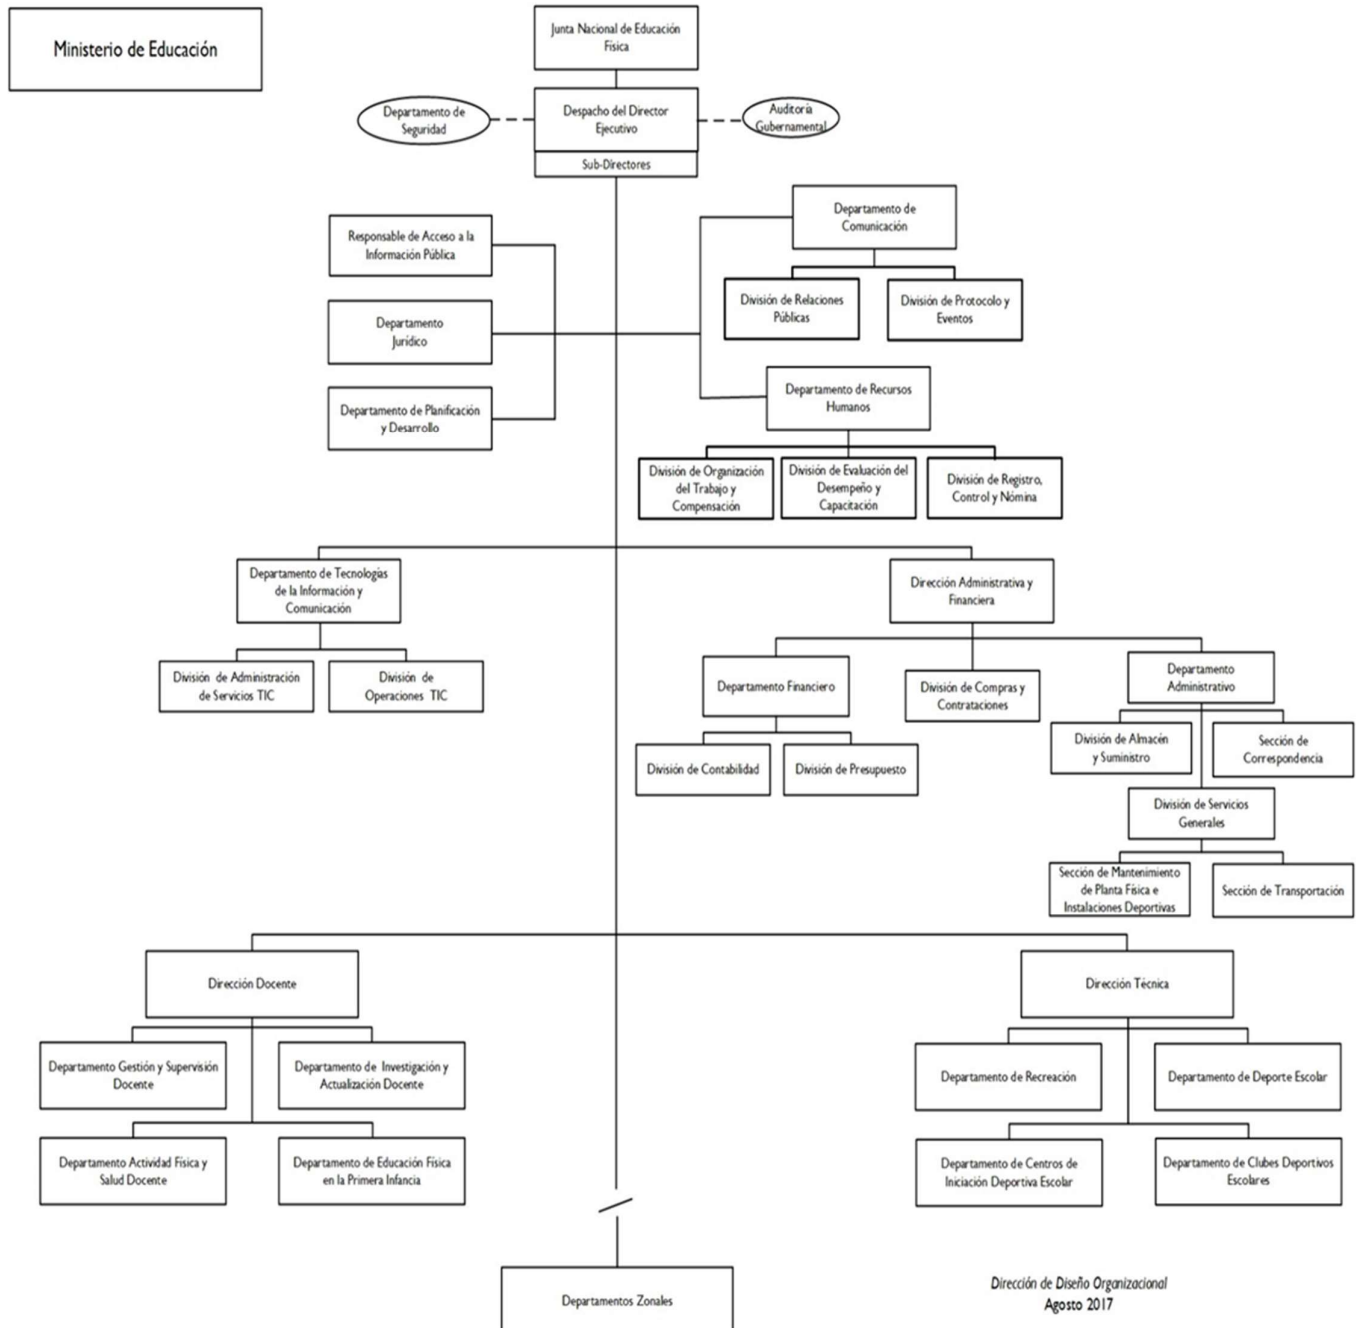 Ministerio de Educación
Junta Nacional de Educación
Física
Departamento de
Seguridad
Despacho del Director
Ejecutivo
Auditoría
Gubernamental
Sub-Directores
Responsable de Acceso a la
Información Pública
Departamento
Jurídico
Departamento de Planificación
y Desarrollo
Departamento de
Comunicación
División de Relaciones
Públicas
División de Protocolo y
Eventos
Departamento de Recursos
Humanos
División de Organización
del Trabajo y
Compensación
División de Evaluación del
Desempeño y
Capacitación
División de Registro,
Control y Nómina
Departamento de Tecnologías
de la Información y
Comunicación
División de Administración
de Servicios TIC
División de
Operaciones TIC
Dirección Administrativa y
Financiera
Departamento Financiero
División de Contabilidad
División de Presupuesto
División de Compras y
Contrataciones
Departamento
Administrativo
División de Almacén
y Suministro
Sección de
Correspondencia
División de Servicios
Generales
Sección de Mantenimiento
de Planta Física e
Instalaciones Deportivas
Sección de Transportación
Dirección Docente
Departamento Gestión y Supervisión
Docente
Departamento de Investigación y
Actualización Docente
Departamento Actividad Física y
Salud Docente
Departamento de Educación Física
en la Primera Infancia
Dirección Técnica
Departamento de Recreación
Departamento de Deporte Escolar
Departamento de Centros de
Iniciación Deportiva Escolar
Departamento de Clubes Deportivos
Escolares
Departamentos Zonales
Dirección de Diseño Organizacional
Agosto 2017